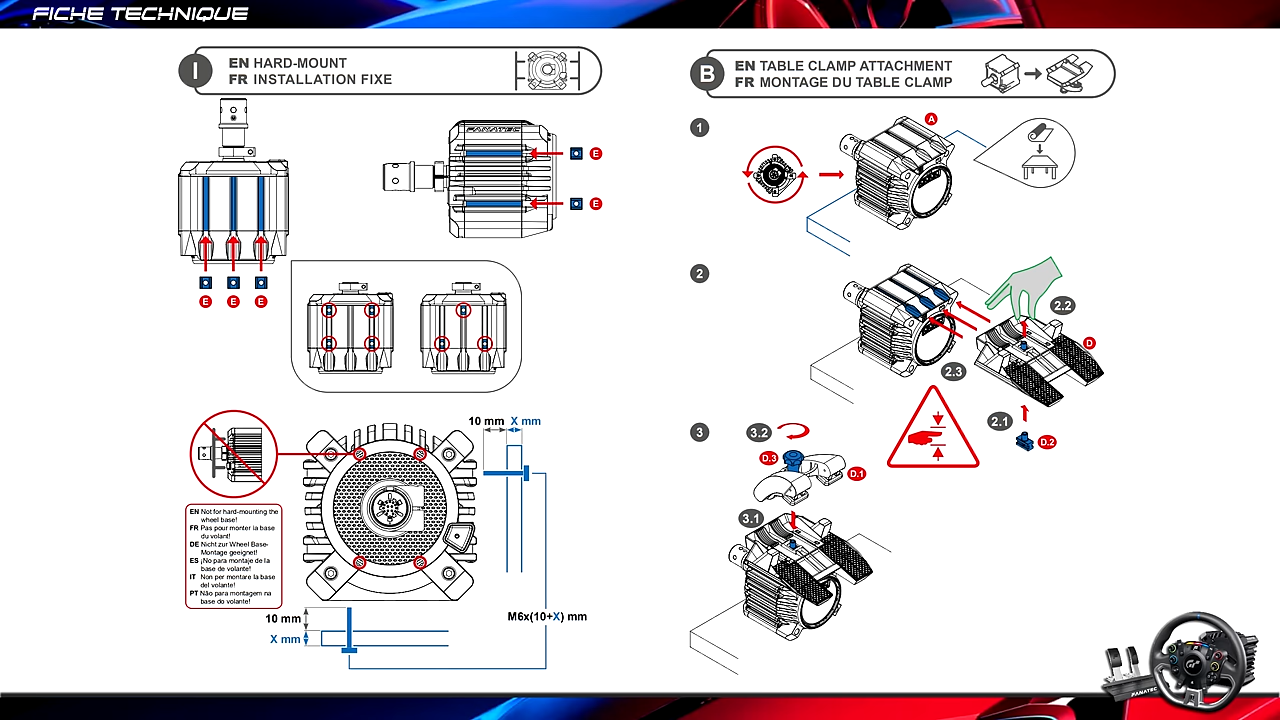 FICHE TECHNIQUE
I
EN HARD-MOUNT
FR INSTALLATION FIXE
FANATEC
E
E
E E E
10 mm X mm
EN Not for hard-mounting the
wheel base!
FR Pas pour monter la base
du volant!
DE Nicht zur Wheel Base-
Montage geeignet!
ES ¡No para montaje de la
base de volante!
IT Non per montare la base
del volante!
PT Não para montagem na
base do volante!
10 mm
X mm
M6x(10+X) mm
B
EN TABLE CLAMP ATTACHMENT
FR MONTAGE DU TABLE CLAMP
1
A
2
2.2
D
2.3
2.1
D.2
3
3.2
D.3
D.1
3.1
GT
FANATEC